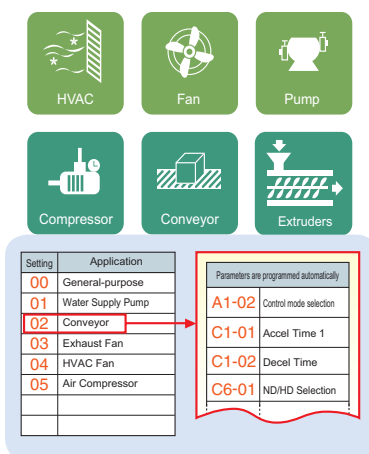 HVAC
Fan
Pump
Compressor
Conveyor
Extruders
Setting Application
00 General-purpose
01 Water Supply Pump
02 Conveyor
03 Exhaust Fan
04 HVAC Fan
05 Air Compressor
Parameters are programmed automatically
A1-02 Control mode selection
C1-01 Accel Time 1
C1-02 Decel Time
C6-01 ND/HD Selection